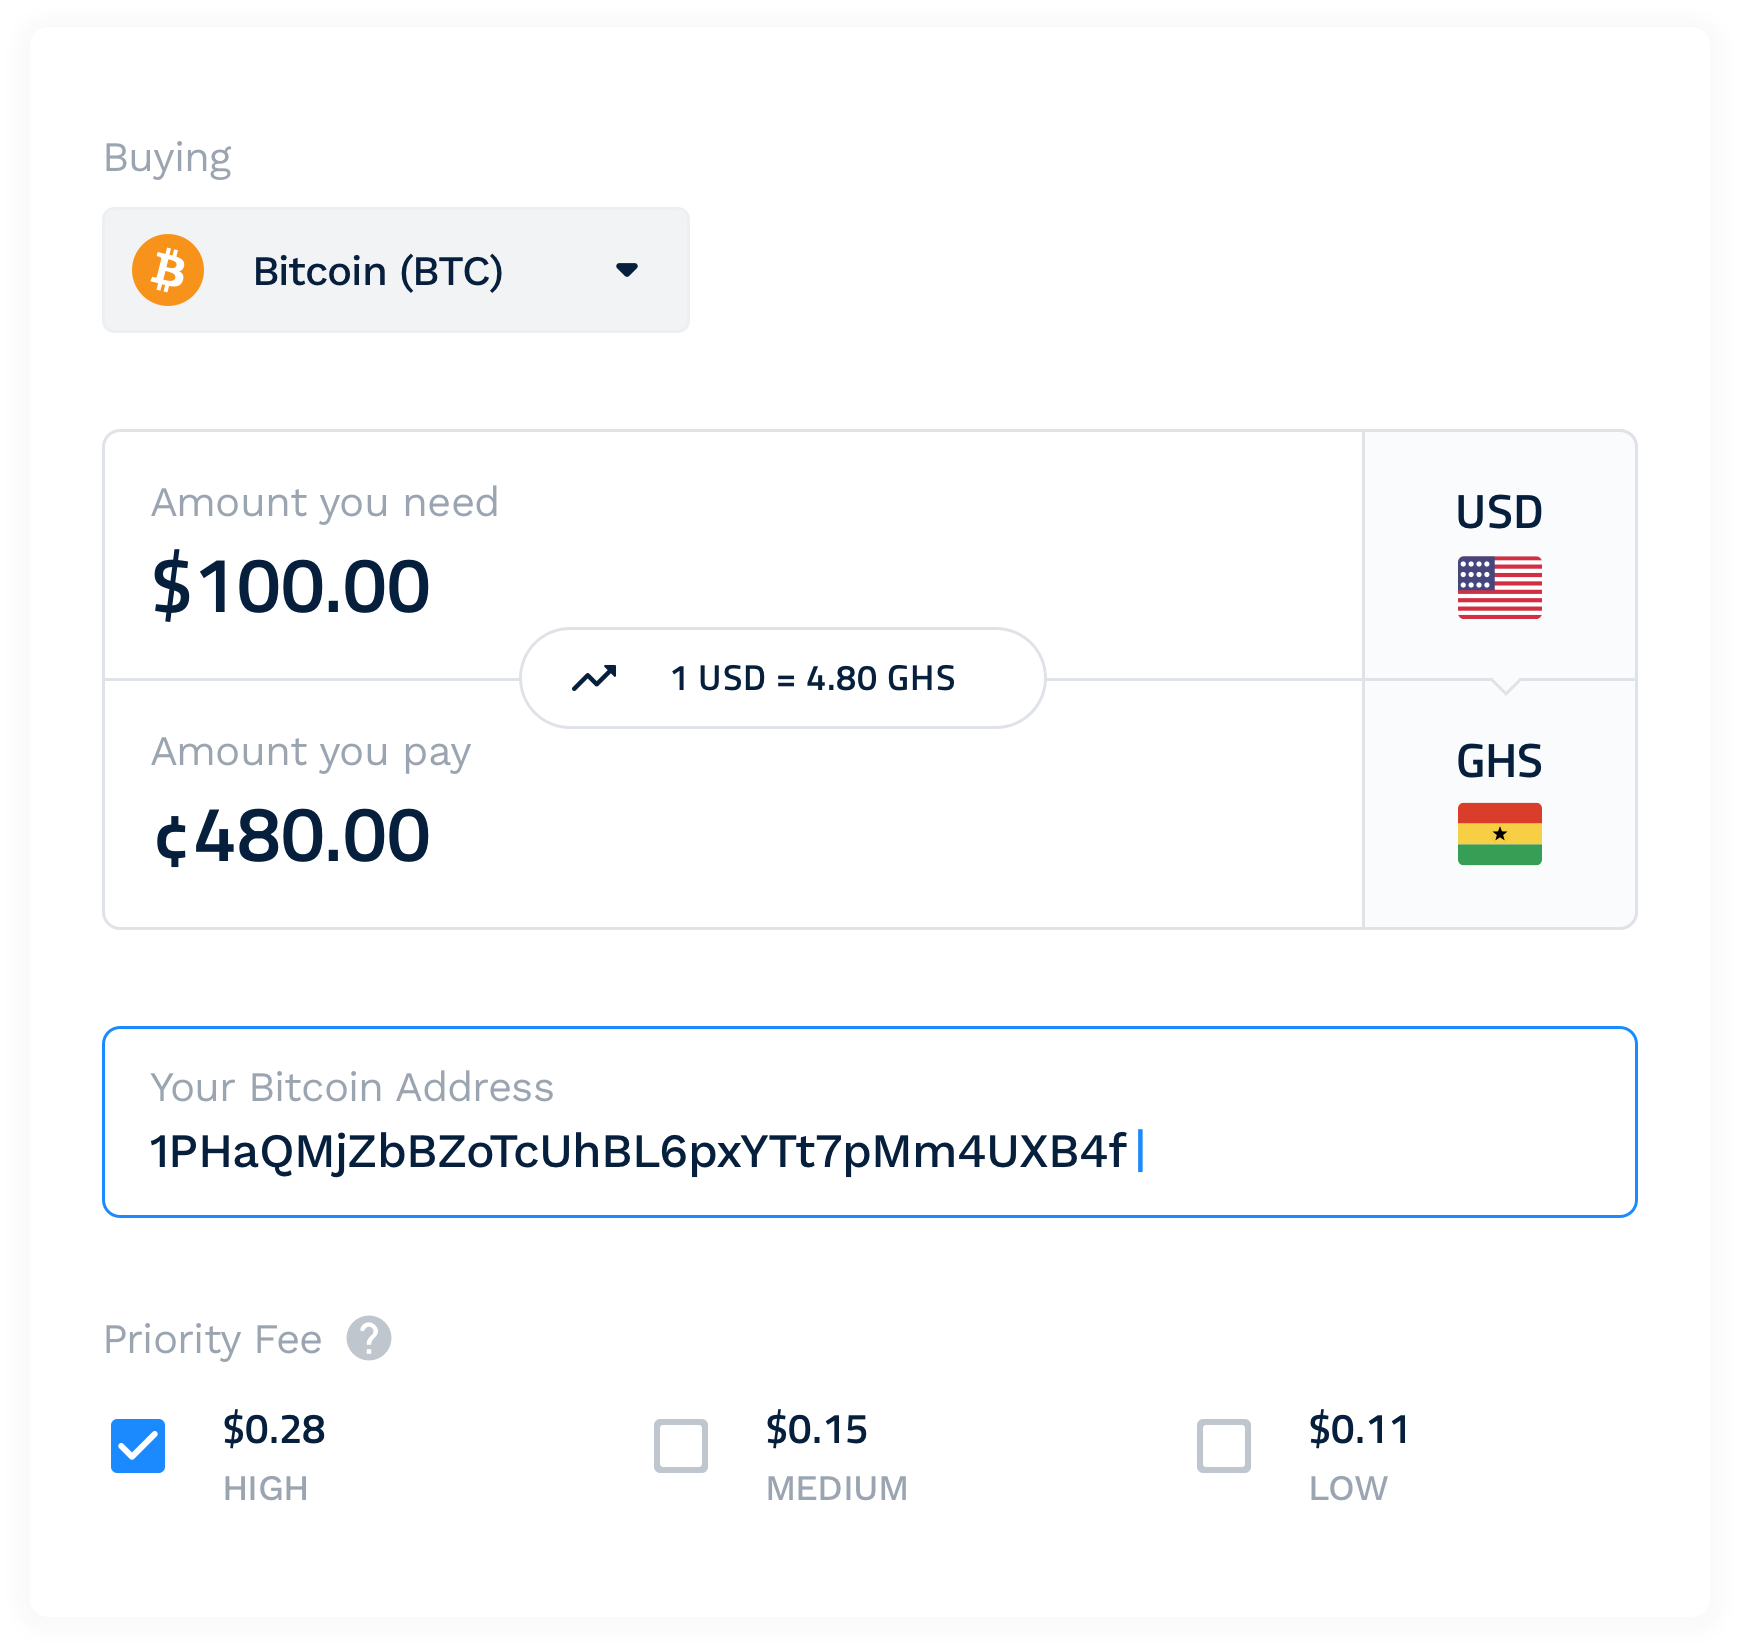 Buying
Bitcoin (BTC)
Amount you need
$100.00
USD
1 USD = 4.80 GHS
Amount you pay
¢480.00
GHS
Your Bitcoin Address
1PHaQMjZbBZoTcUhBL6pxYTt7pMm4UXB4f
Priority Fee ?
$0.28
HIGH
$0.15
MEDIUM
$0.11
LOW